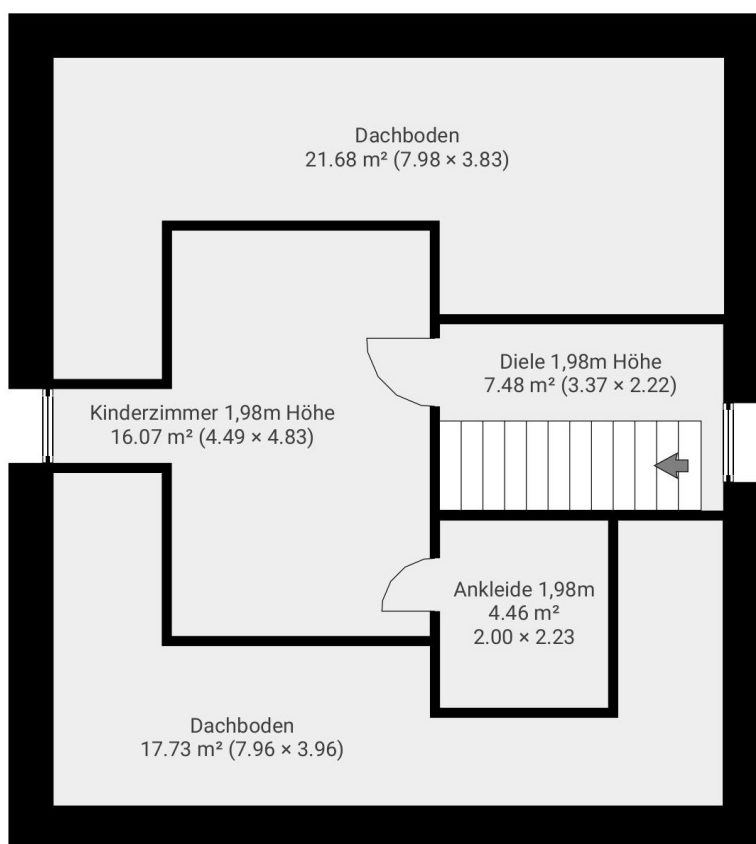 Dachboden
21.68 m² (7.98 × 3.83)
Diele 1,98m Höhe
7.48 m² (3.37 × 2.22)
Kinderzimmer 1,98m Höhe
16.07 m² (4.49 × 4.83)
Ankleide 1,98m
4.46 m²
2.00 × 2.23
Dachboden
17.73 m² (7.96 × 3.96)